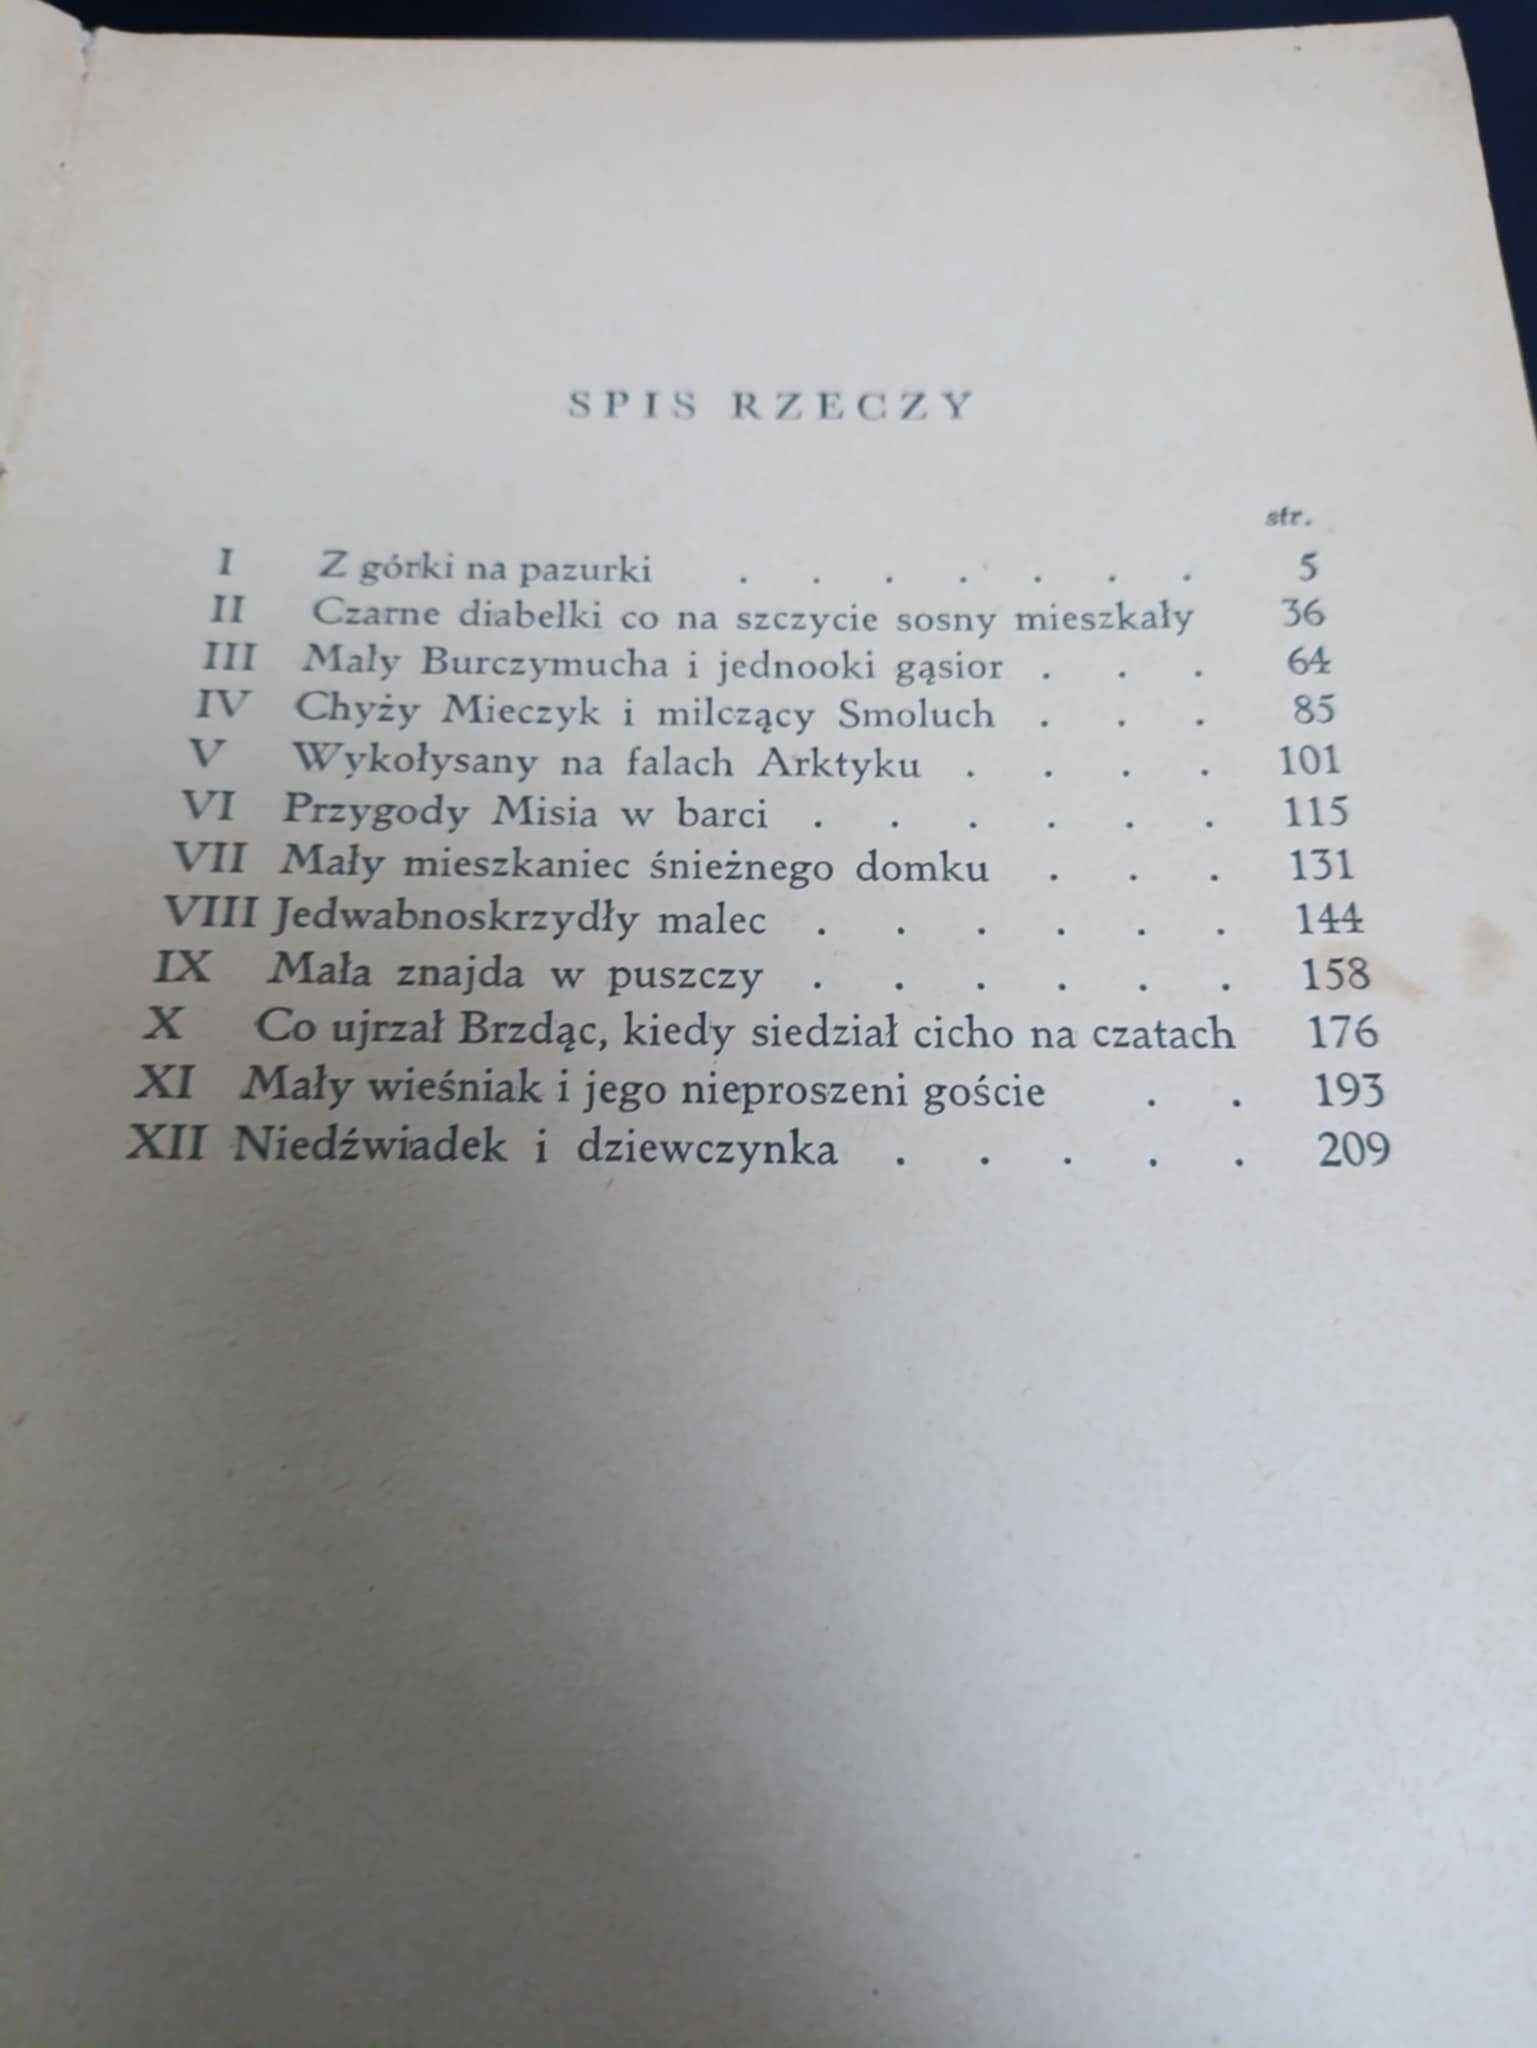 SPIS RZECZY
str.
I Z górki na pazurki . . . . . . . 5
II Czarne diabełki co na szczycie sosny mieszkały 36
III Mały Burczymucha i jednooki gąsior . . . 64
IV Chyży Mieczyk i milczący Smoluch . . . 85
V Wykołysany na falach Arktyku . . . . 101
VI Przygody Misia w barci . . . . . . 115
VII Mały mieszkaniec śnieżnego domku . . . 131
VIII Jedwabnoskrzydły malec . . . . . . 144
IX Mała znajda w puszczy . . . . . . 158
X Co ujrzał Brzdąc, kiedy siedział cicho na czatach 176
XI Mały wieśniak i jego nieproszeni goście . . 193
XII Niedźwiadek i dziewczynka . . . . . 209